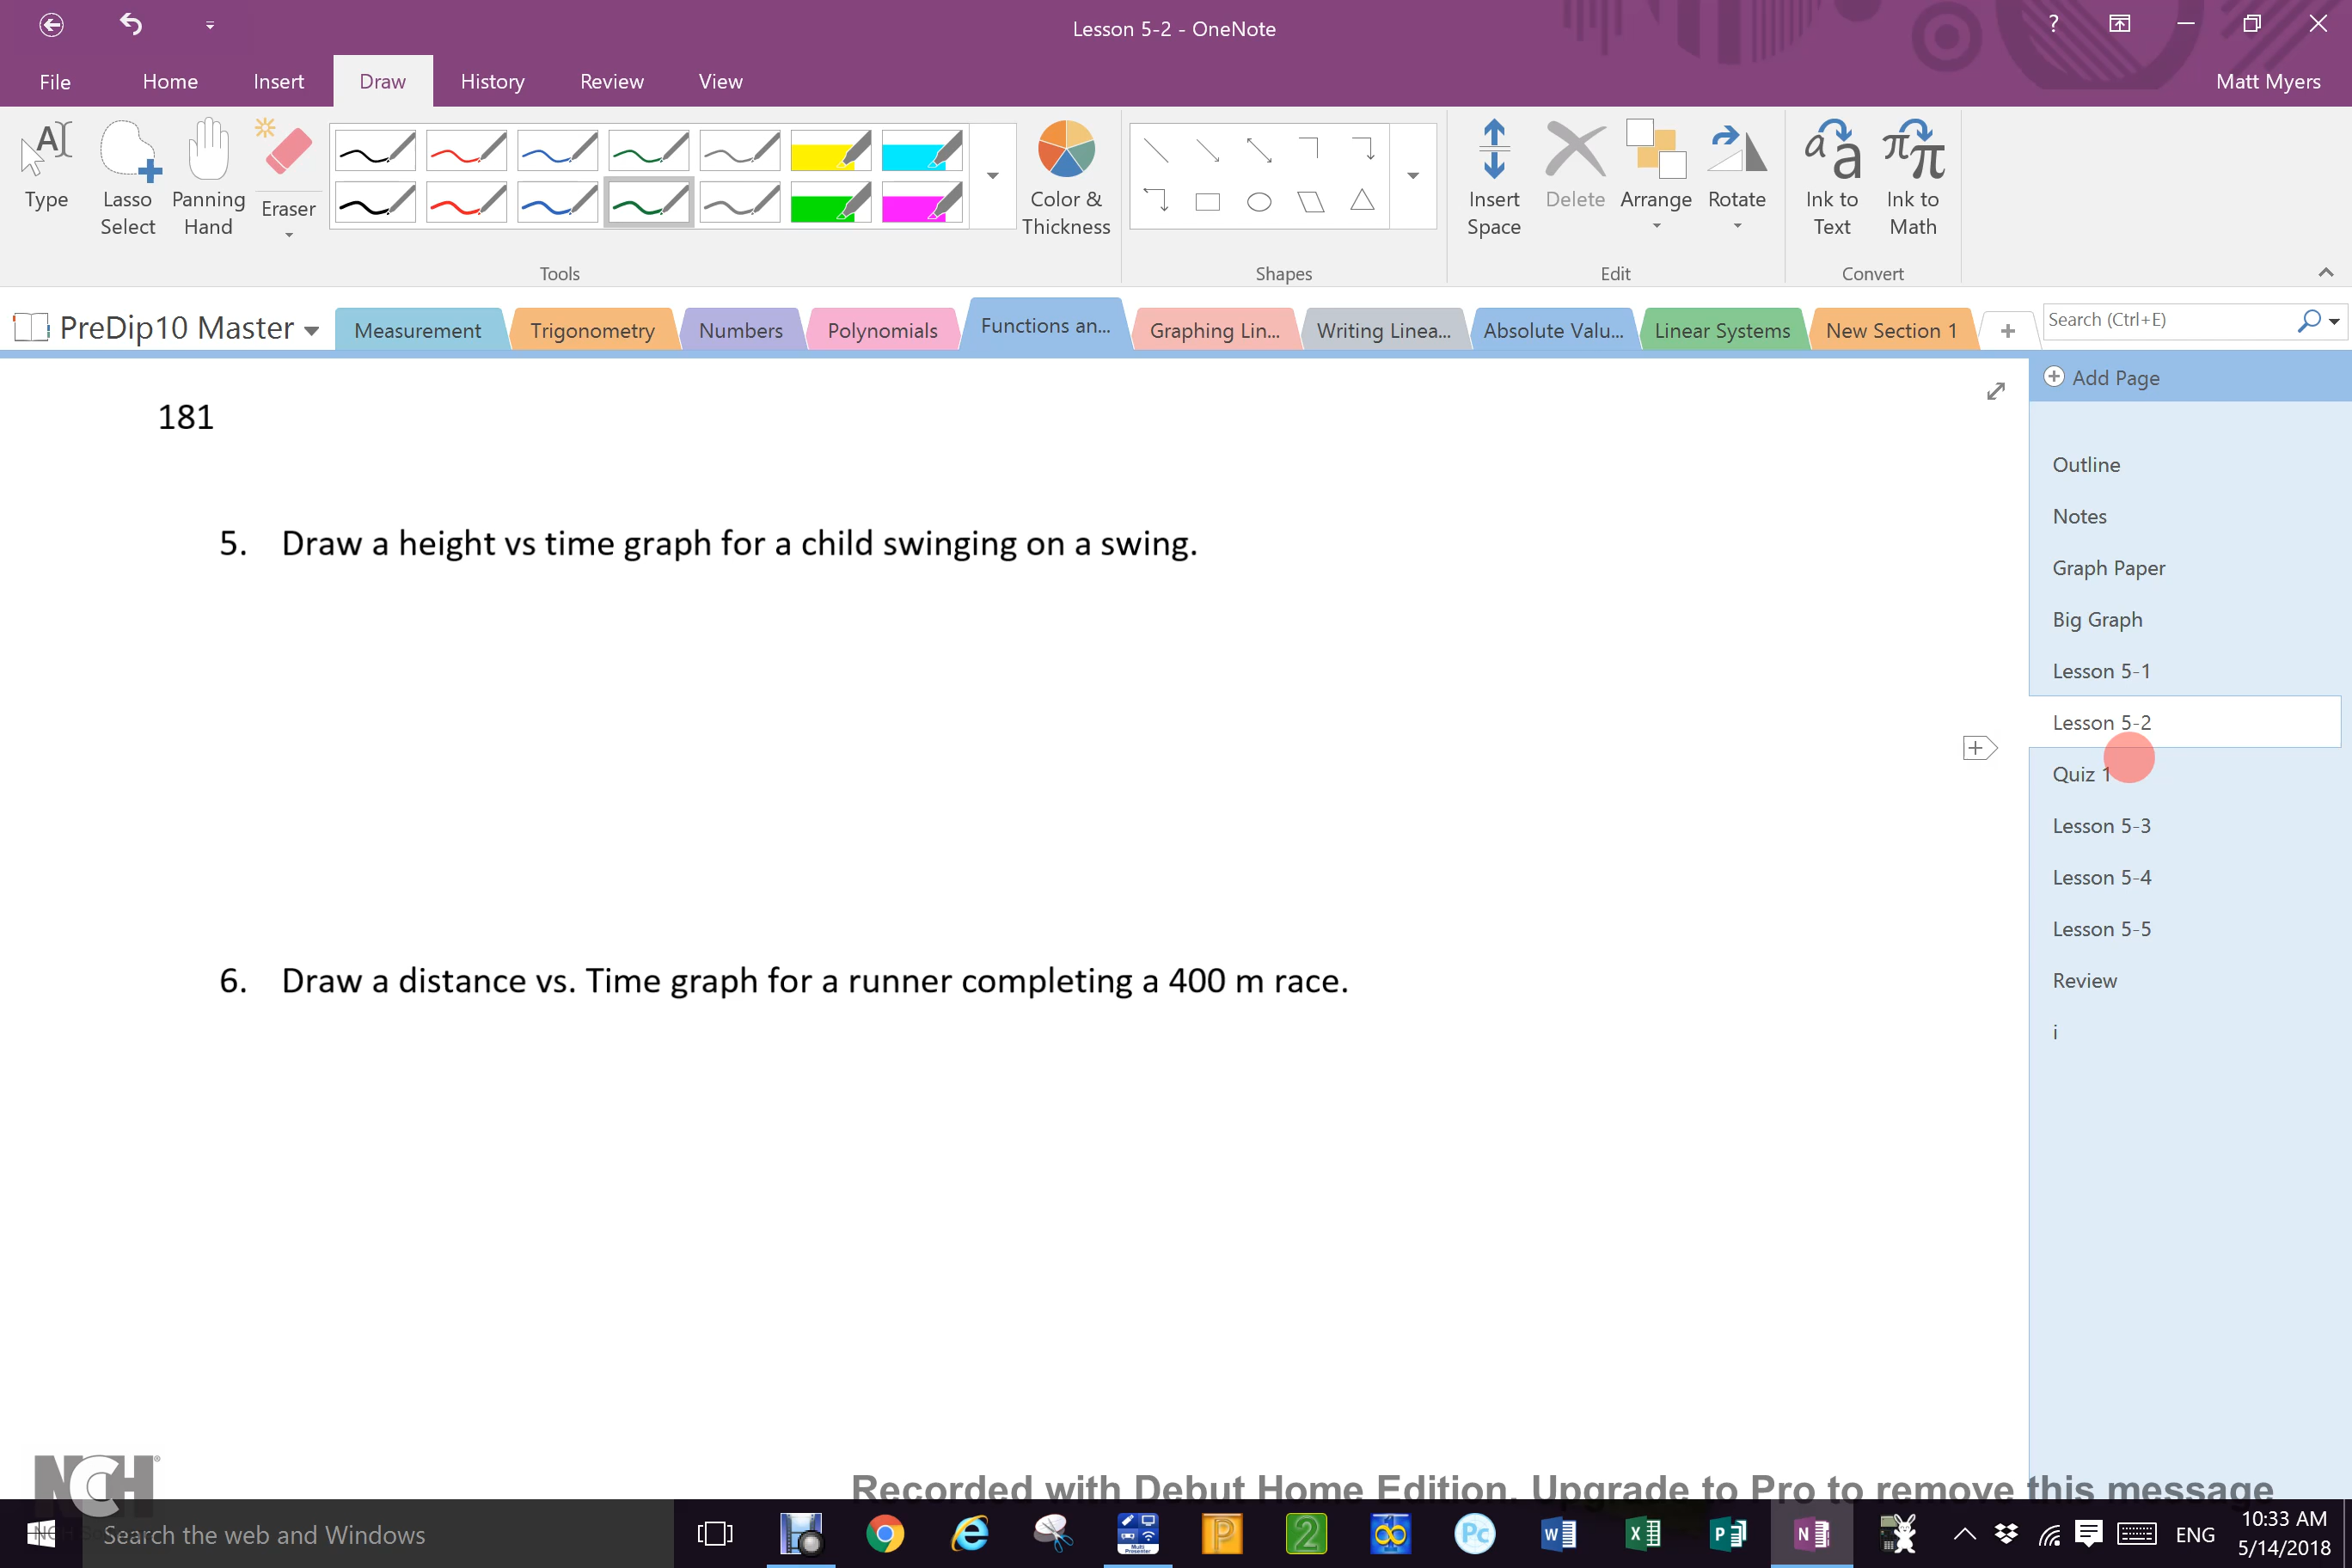 Lesson 5-2 - OneNote
?
File Home Insert Draw History Review View Matt Myers
Type Lasso Select Panning Hand Eraser Color & Thickness Insert Space Delete Arrange Rotate Ink to Text Ink to Math
Tools Shapes Edit Convert
PreDip10 Master Measurement Trigonometry Numbers Polynomials Functions an... Graphing Lin... Writing Linea... Absolute Valu... Linear Systems New Section 1 + Search (Ctrl+E)
Add Page
181
Outline
Notes
5. Draw a height vs time graph for a child swinging on a swing.
Graph Paper
Big Graph
Lesson 5-1
Lesson 5-2
Quiz 1
Lesson 5-3
Lesson 5-4
Lesson 5-5
6. Draw a distance vs. Time graph for a runner completing a 400 m race.
Review
i
NCH
Recorded with Debut Home Edition. Upgrade to Pro to remove this message
Search the web and Windows
ENG
10:33 AM
5/14/2018